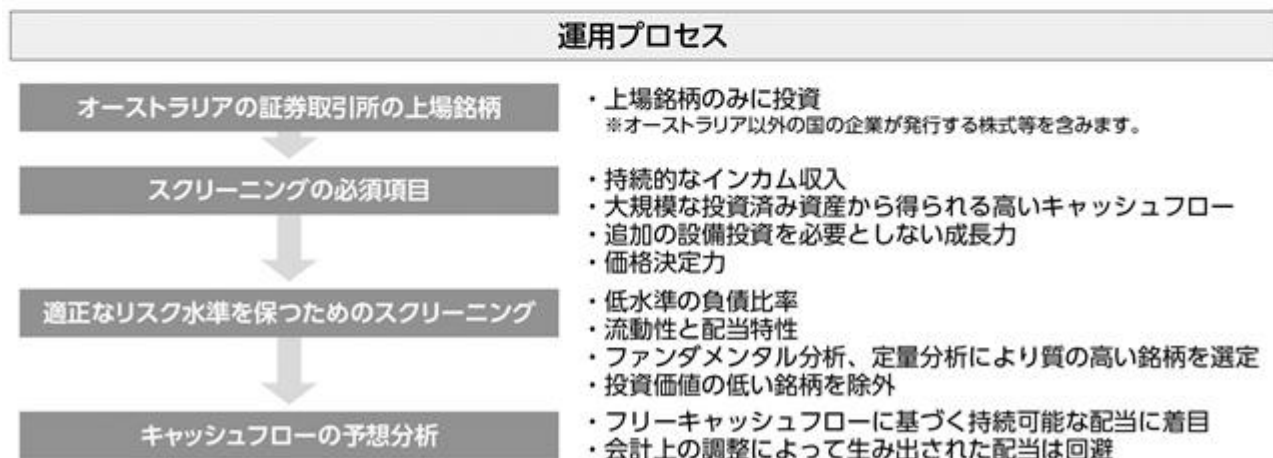 運用プロセス
オーストラリアの証券取引所の上場銘柄
・上場銘柄のみに投資
※オーストラリア以外の国の企業が発行する株式等を含みます。
スクリーニングの必須項目
・持続的なインカム収入
・大規模な投資済み資産から得られる高いキャッシュフロー
・追加の設備投資を必要としない成長力
・価格決定力
適正なリスク水準を保つためのスクリーニング
・低水準の負債比率
・流動性と配当特性
・ファンダメンタル分析、定量分析により質の高い銘柄を選定
・投資価値の低い銘柄を除外
キャッシュフローの予想分析
・フリーキャッシュフローに基づく持続可能な配当に着目
・会計上の調整によって生み出された配当は回避